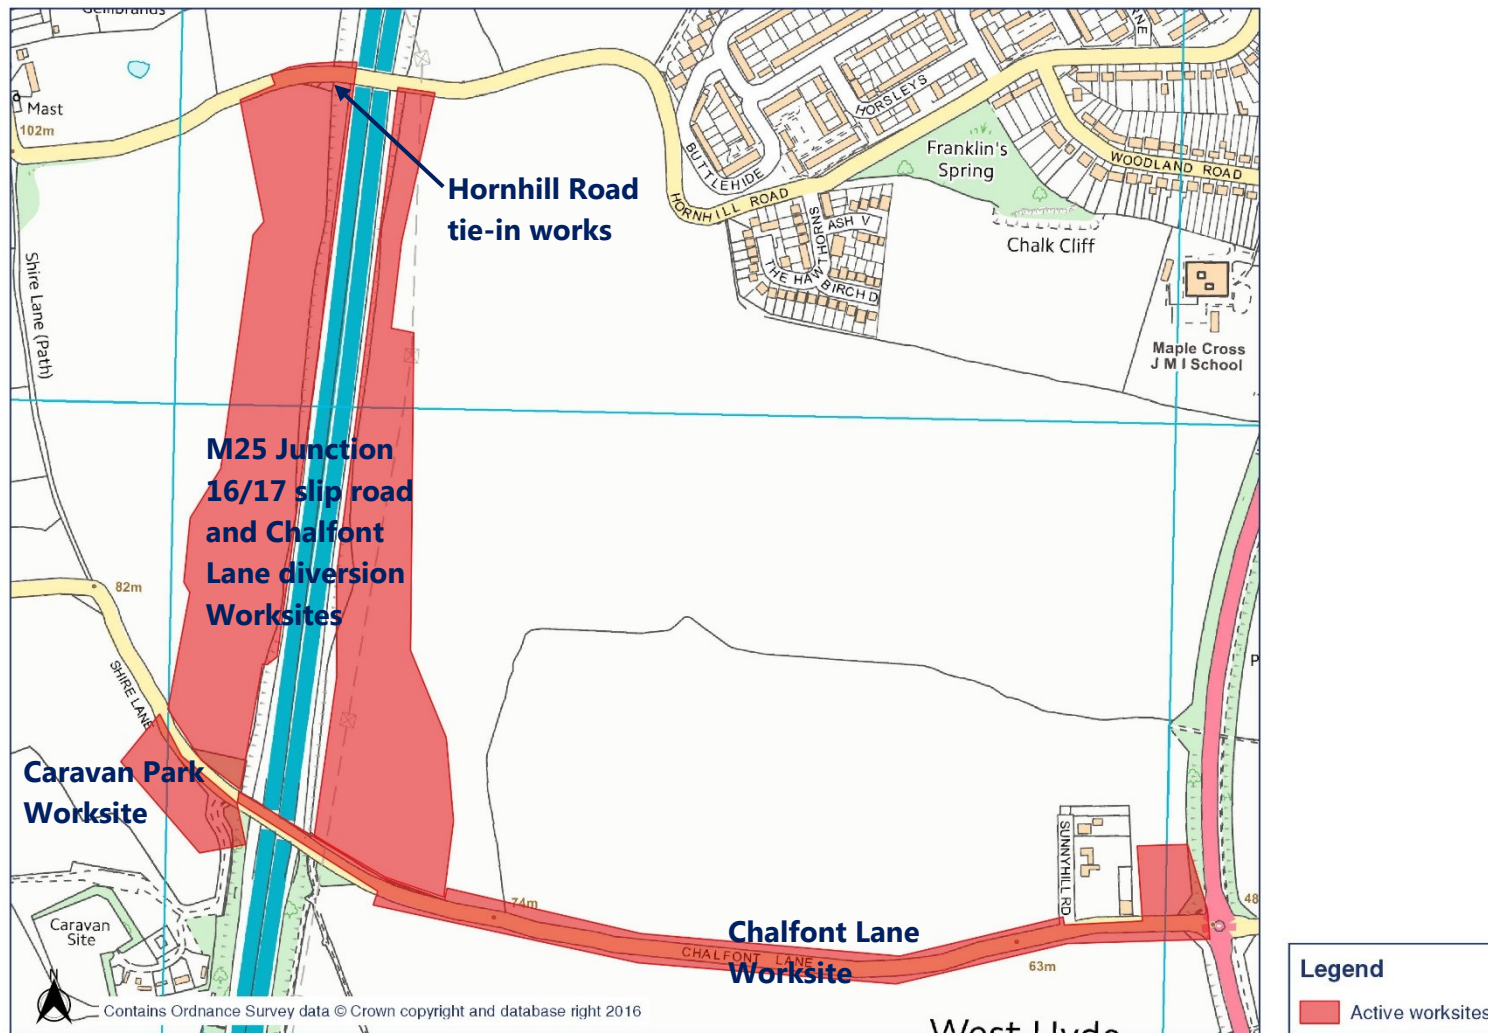 Mast
102m
BUTTLEHIDE
HORSLEYS
HORNHILL ROAD
Franklin's
Spring
WOODLAND ROAD
Hornhill Road
tie-in works
ASH V
THE HAWTHORNS
BIRCH D
Chalk Cliff
Shire Lane (Path)
Maple Cross
J M I School
M25 Junction
16/17 slip road
and Chalfont
Lane diversion
Worksites
82m
SHIRE LANE
Caravan Park
Worksite
SUNNYHILL RD
Caravan
Site
74m
48
Chalfont Lane
Worksite
CHALFONT LANE
63m
N
Contains Ordnance Survey data © Crown copyright and database right 2016
Legend
Active worksites